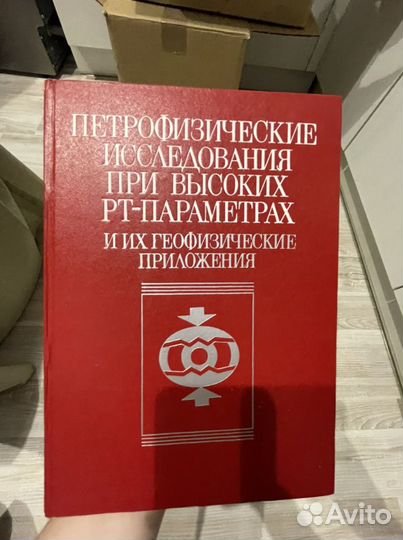 ПЕТРОФИЗИЧЕСКИЕ
ИССЛЕДОВАНИЯ
ПРИ ВЫСОКИХ
РТ-ПАРАМЕТРАХ
И ИХ ГЕОФИЗИЧЕСКИЕ
ПРИЛОЖЕНИЯ
Avito